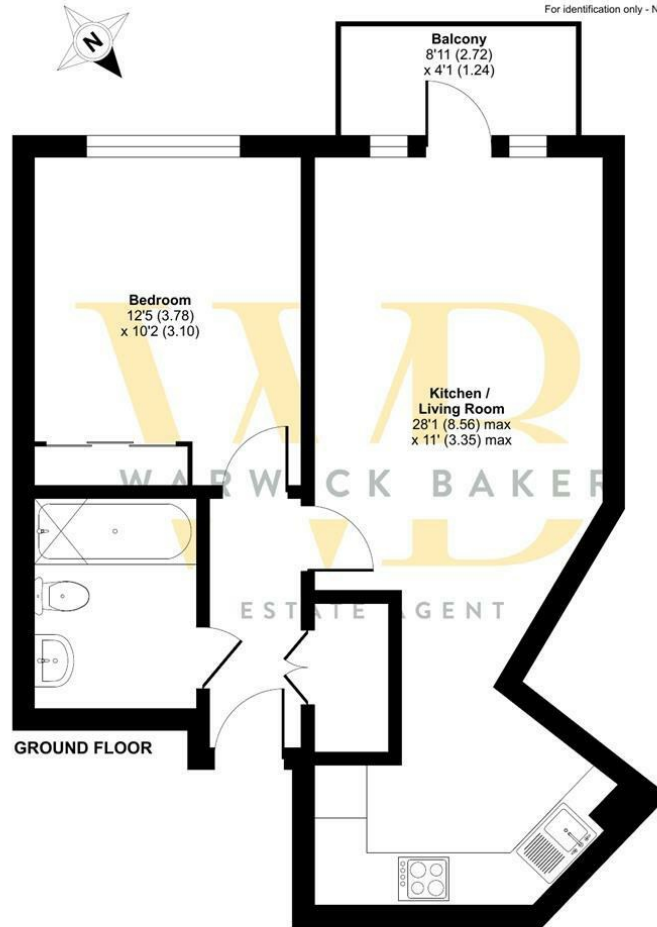 For identification only - N
N
Balcony
8'11 (2.72)
x 4'1 (1.24)
Bedroom
12'5 (3.78)
x 10'2 (3.10)
Kitchen /
Living Room
28'1 (8.56) max
x 11' (3.35) max
WB
WARWICK BAKER
ESTATE AGENT
GROUND FLOOR